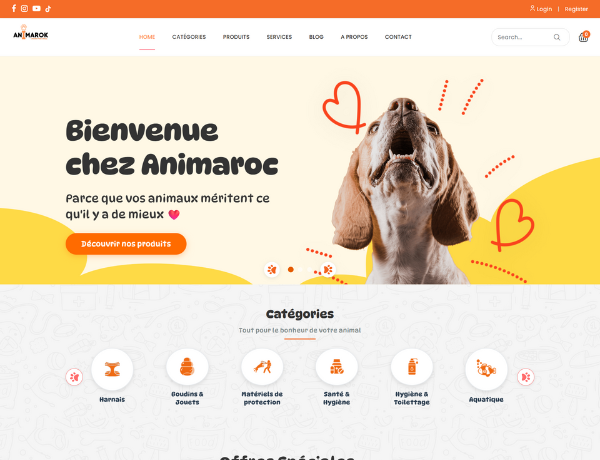 Login | Register
ANIMAROK
HOME CATÉGORIES PRODUITS SERVICES BLOG A PROPOS CONTACT
Search...
0
Bienvenue
chez Animaroc
Parce que vos animaux méritent ce
qu'il y a de mieux 💖
Découvrir nos produits
Catégories
Tout pour le bonheur de votre animal
Harnais
Boudins &
Jouets
Matériels de
protection
Santé &
Hygiène
Hygiène &
Toilettage
Aquatique
Offres Spéciales